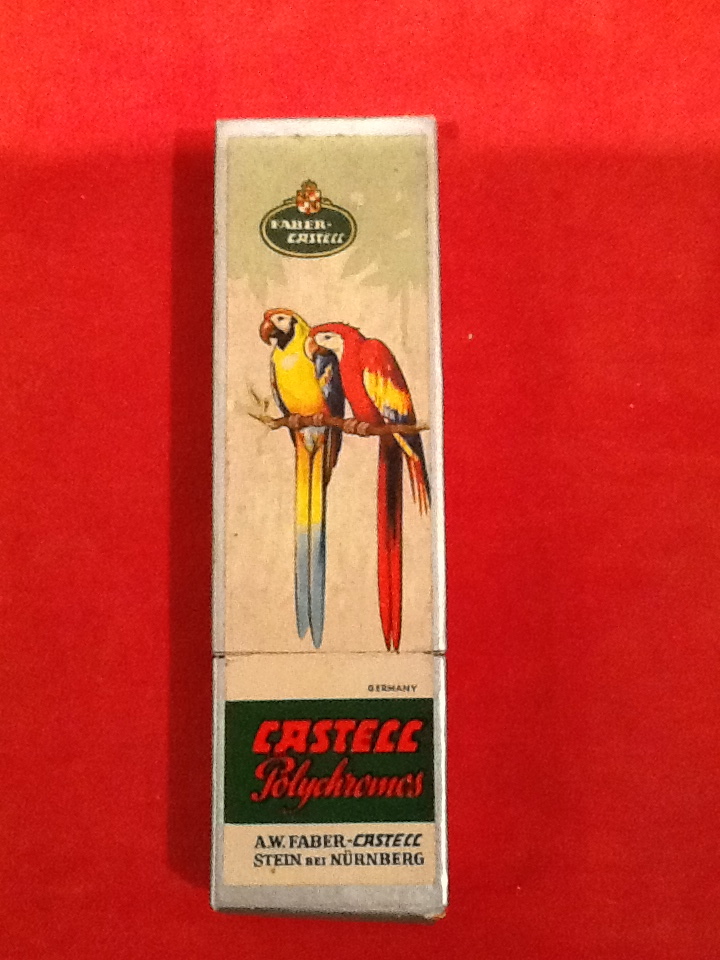 FABER-
CASTELL
GERMANY
CASTELL
Polychromos
A.W. FABER-CASTELL
STEIN BEI NÜRNBERG